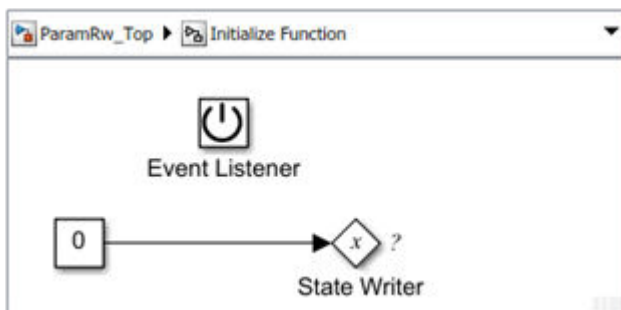 ParamRw_Top Initialize Function
Event Listener
0 x ?
State Writer